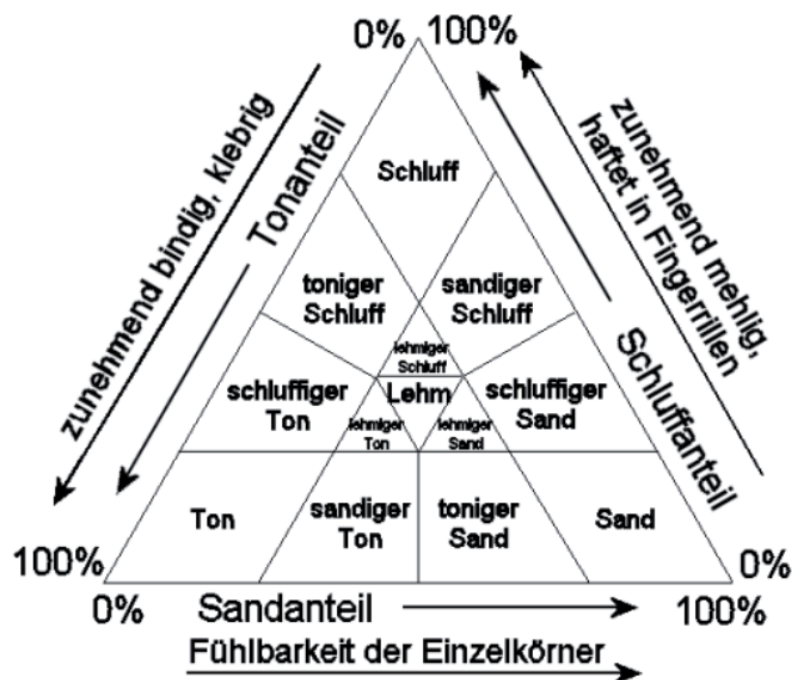 0% 100%
zunehmend bindig, klebrig
Tonanteil
zunehmend mehlig,
haftet in Fingerrillen
Schluffanteil
Schluff
toniger
Schluff
sandiger
Schluff
lehmiger
Schluff
schluffiger
Ton
Lehm
schluffiger
Sand
lehmiger
Ton
lehmiger
Sand
Ton
sandiger
Ton
toniger
Sand
Sand
100%
0%
0%
Sandanteil
100%
Fühlbarkeit der Einzelkörner